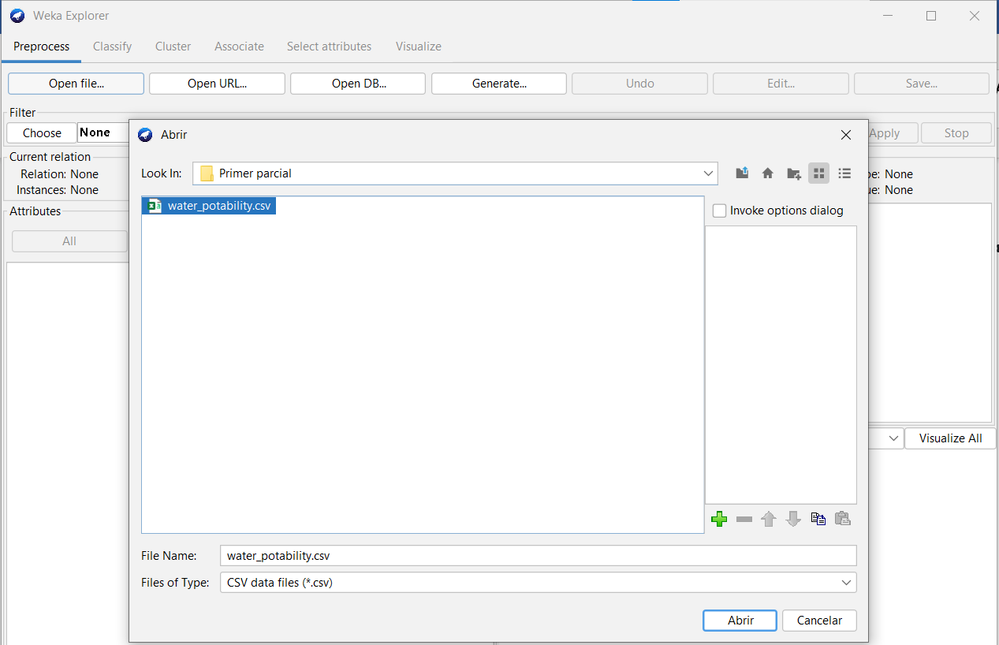 Weka Explorer
Preprocess Classify Cluster Associate Select attributes Visualize
Open file... Open URL... Open DB... Generate... Undo Edit... Save...
Filter
Choose None Apply Stop
Current relation
Relation: None
Instances: None
pe: None
ue: None
Attributes
All
Visualize All
Abrir
Look In: Primer parcial
water_potability.csv
Invoke options dialog
File Name: water_potability.csv
Files of Type: CSV data files (*.csv)
Abrir Cancelar